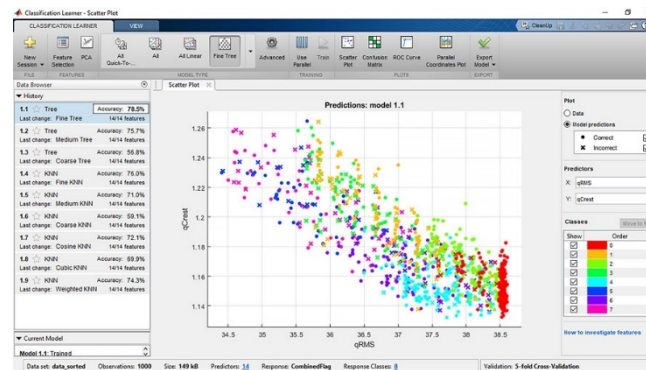 Classification Learner - Scatter Plot
CLASSIFICATION LEARNER
VIEW
CleanUp
New Session
Feature Selection
PCA
All Quick-To-...
All
All Linear
Fine Tree
Advanced
Use Parallel
Train
Scatter Plot
Confusion Matrix
ROC Curve
Parallel Coordinates Plot
Export Model
FILE
FEATURES
MODEL TYPE
TRAINING
PLOTS
EXPORT
Data Browser
Scatter Plot
History
1.1 Tree Accuracy: 78.5%
Last change: Fine Tree 14/14 features
1.2 Tree Accuracy: 75.7%
Last change: Medium Tree 14/14 features
1.3 Tree Accuracy: 56.8%
Last change: Coarse Tree 14/14 features
1.4 KNN Accuracy: 76.0%
Last change: Fine KNN 14/14 features
1.5 KNN Accuracy: 71.0%
Last change: Medium KNN 14/14 features
1.6 KNN Accuracy: 59.1%
Last change: Coarse KNN 14/14 features
1.7 KNN Accuracy: 72.1%
Last change: Cosine KNN 14/14 features
1.8 KNN Accuracy: 69.9%
Last change: Cubic KNN 14/14 features
1.9 KNN Accuracy: 74.3%
Last change: Weighted KNN 14/14 features
Current Model
Model 1.1: Trained
Predictions: model 1.1
1.26
1.24
1.22
1.2
1.18
1.16
1.14
qCrest
34.5 35 35.5 36 36.5 37 37.5 38 38.5
qRMS
Plot
Data
Model predictions
Correct
Incorrect
Predictors
X: qRMS
Y: qCrest
Classes
Move to
Show Order
0
1
2
3
4
5
6
7
How to investigate features
Data set: data_sorted Observations: 1000 Size: 149 kB Predictors: 14 Response: CombinedFlag Response Classes: 8 Validation: 5-fold Cross-Validation